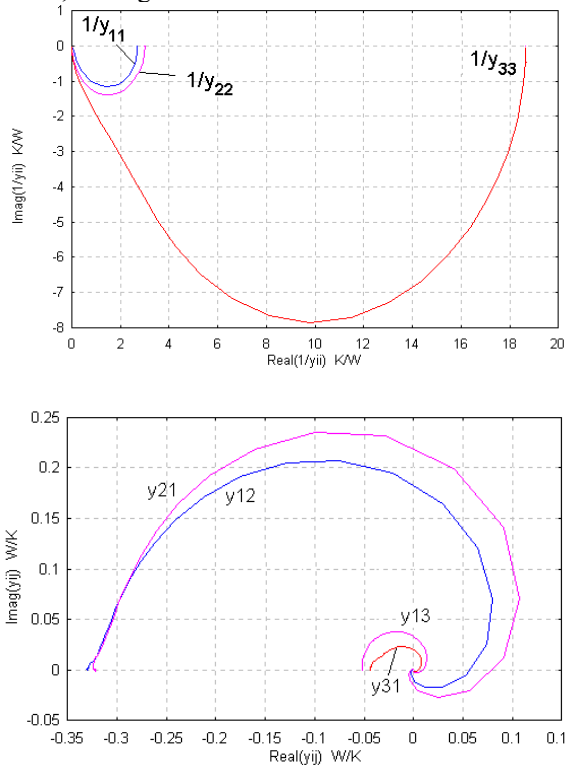 1
0
-1
-2
-3
-4
-5
-6
-7
-8
0 2 4 6 8 10 12 14 16 18 20
Imag(1/yii) K/W
Real(1/yii) K/W
1/y11
1/y22
1/y33
0.25
0.2
0.15
0.1
0.05
0
-0.05
-0.35 -0.3 -0.25 -0.2 -0.15 -0.1 -0.05 0 0.05 0.1
Imag(yij) W/K
Real(yij) W/K
y21
y12
y13
y31